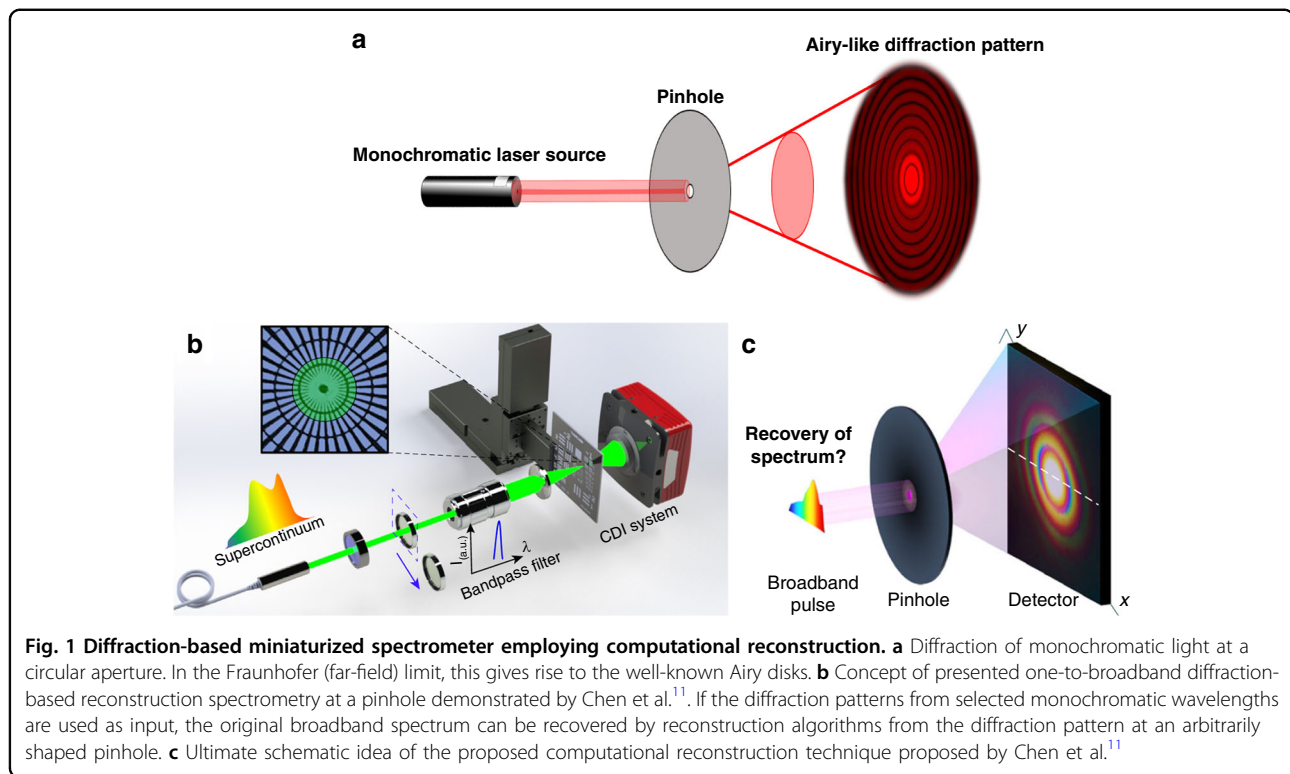 a
Airy-like diffraction pattern
Pinhole
Monochromatic laser source
b
Supercontinuum
I(a.u.)
λ
Bandpass filter
CDI system
c
y
Recovery of
spectrum?
Broadband
pulse
Pinhole
Detector
x
Fig. 1 Diffraction-based miniaturized spectrometer employing computational reconstruction. a Diffraction of monochromatic light at a
circular aperture. In the Fraunhofer (far-field) limit, this gives rise to the well-known Airy disks. b Concept of presented one-to-broadband diffraction-
based reconstruction spectrometry at a pinhole demonstrated by Chen et al.11. If the diffraction patterns from selected monochromatic wavelengths
are used as input, the original broadband spectrum can be recovered by reconstruction algorithms from the diffraction pattern at an arbitrarily
shaped pinhole. c Ultimate schematic idea of the proposed computational reconstruction technique proposed by Chen et al.11